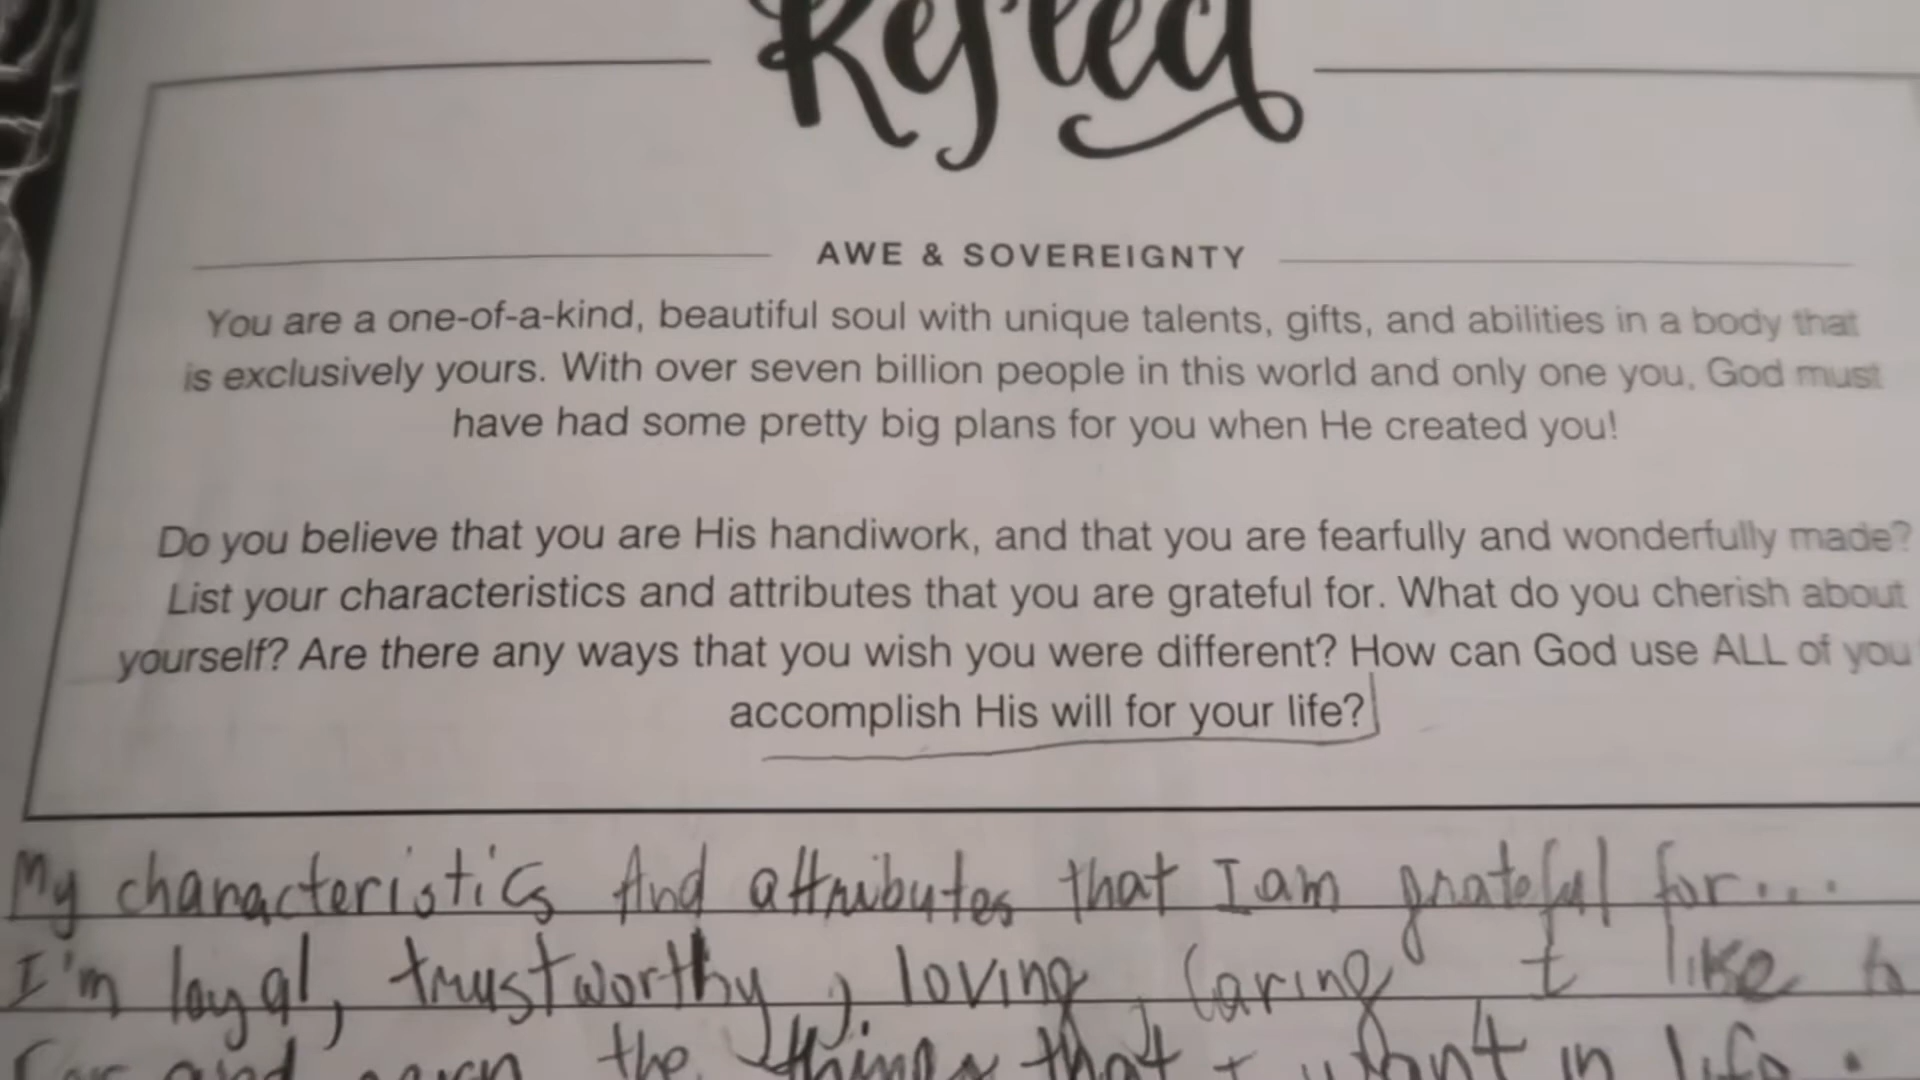 Reflect
AWE & SOVEREIGNTY
You are a one-of-a-kind, beautiful soul with unique talents, gifts, and abilities in a body that
is exclusively yours. With over seven billion people in this world and only one you, God must
have had some pretty big plans for you when He created you!
Do you believe that you are His handiwork, and that you are fearfully and wonderfully made?
List your characteristics and attributes that you are grateful for. What do you cherish about
yourself? Are there any ways that you wish you were different? How can God use ALL of you
accomplish His will for your life?
My characteristics And attributes that I am grateful for...
I'm loyal, trustworthy, loving, Caring I like
and earn the things that I want in life.